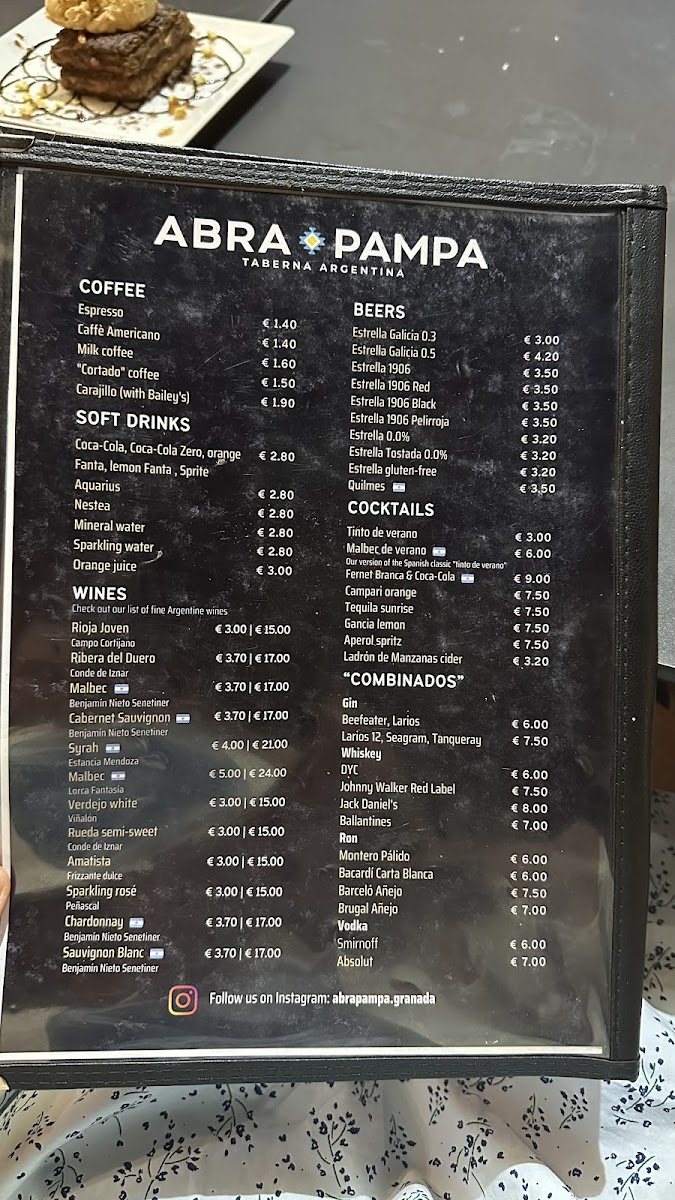 ABRA PAMPA
TABERNA ARGENTINA
COFFEE
Espresso € 1.40
Caffè Americano € 1.40
Milk coffee € 1.60
"Cortado" coffee € 1.50
Carajillo (with Bailey's) € 1.90
SOFT DRINKS
Coca-Cola, Coca-Cola Zero, orange € 2.80
Fanta, lemon Fanta , Sprite
Aquarius € 2.80
Nestea € 2.80
Mineral water € 2.80
Sparkling water € 2.80
Orange juice € 3.00
WINES
Check out our list of fine Argentine wines
Rioja Joven € 3.00 | € 15.00
Campo Cortijano
Ribera del Duero € 3.70 | € 17.00
Conde de Iznar
Malbec € 3.70 | € 17.00
Benjamín Nieto Senetiner
Cabernet Sauvignon € 3.70 | € 17.00
Benjamín Nieto Senetiner
Syrah € 4.00 | € 21.00
Estancia Mendoza
Malbec € 5.00 | € 24.00
Lorca Fantasía
Verdejo white € 3.00 | € 15.00
Viñalón
Rueda semi-sweet € 3.00 | € 15.00
Conde de Iznar
Amatista € 3.00 | € 15.00
Frizzante dulce
Sparkling rosé € 3.00 | € 15.00
Peñascal
Chardonnay € 3.70 | € 17.00
Benjamín Nieto Senetiner
Sauvignon Blanc € 3.70 | € 17.00
Benjamín Nieto Senetiner
BEERS
Estrella Galicia 0.3 € 3.00
Estrella Galicia 0.5 € 4.20
Estrella 1906 € 3.50
Estrella 1906 Red € 3.50
Estrella 1906 Black € 3.50
Estrella 1906 Pelirroja € 3.50
Estrella 0.0% € 3.20
Estrella Tostada 0.0% € 3.20
Estrella gluten-free € 3.20
Quilmes € 3.50
COCKTAILS
Tinto de verano € 3.00
Malbec de verano € 6.00
Our version of the Spanish classic "tinto de verano"
Fernet Branca & Coca-Cola € 9.00
Campari orange € 7.50
Tequila sunrise € 7.50
Gancia lemon € 7.50
Aperol spritz € 7.50
Ladrón de Manzanas cider € 3.20
"COMBINADOS"
Gin
Beefeater, Larios € 6.00
Larios 12, Seagram, Tanqueray € 7.50
Whiskey
DYC € 6.00
Johnny Walker Red Label € 7.50
Jack Daniel's € 8.00
Ballantines € 7.00
Ron
Montero Pálido € 6.00
Bacardí Carta Blanca € 6.00
Barceló Añejo € 7.50
Brugal Añejo € 7.00
Vodka
Smirnoff € 6.00
Absolut € 7.00
Follow us on Instagram: abrapampa.granada